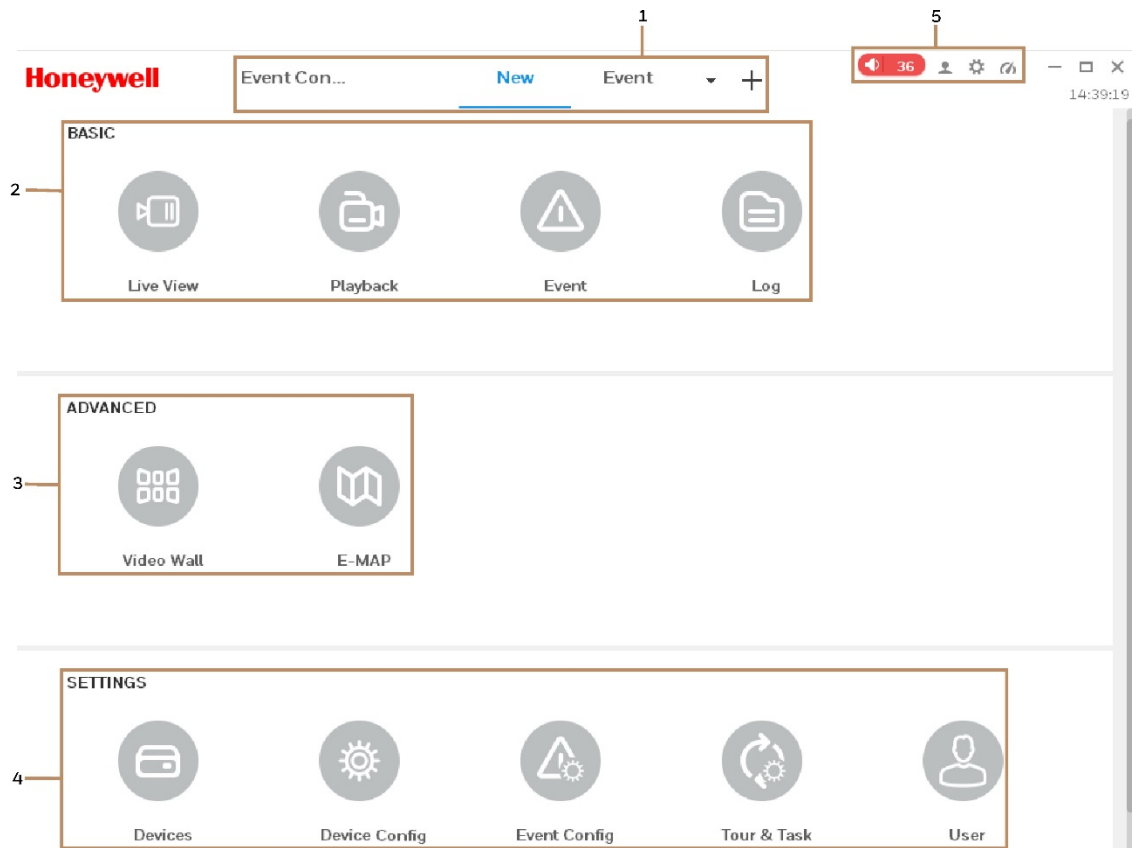 1
5
Honeywell
Event Con...
New
Event
36
14:39:19
BASIC
2
Live View
Playback
Event
Log
ADVANCED
3
Video Wall
E-MAP
SETTINGS
4
Devices
Device Config
Event Config
Tour & Task
User